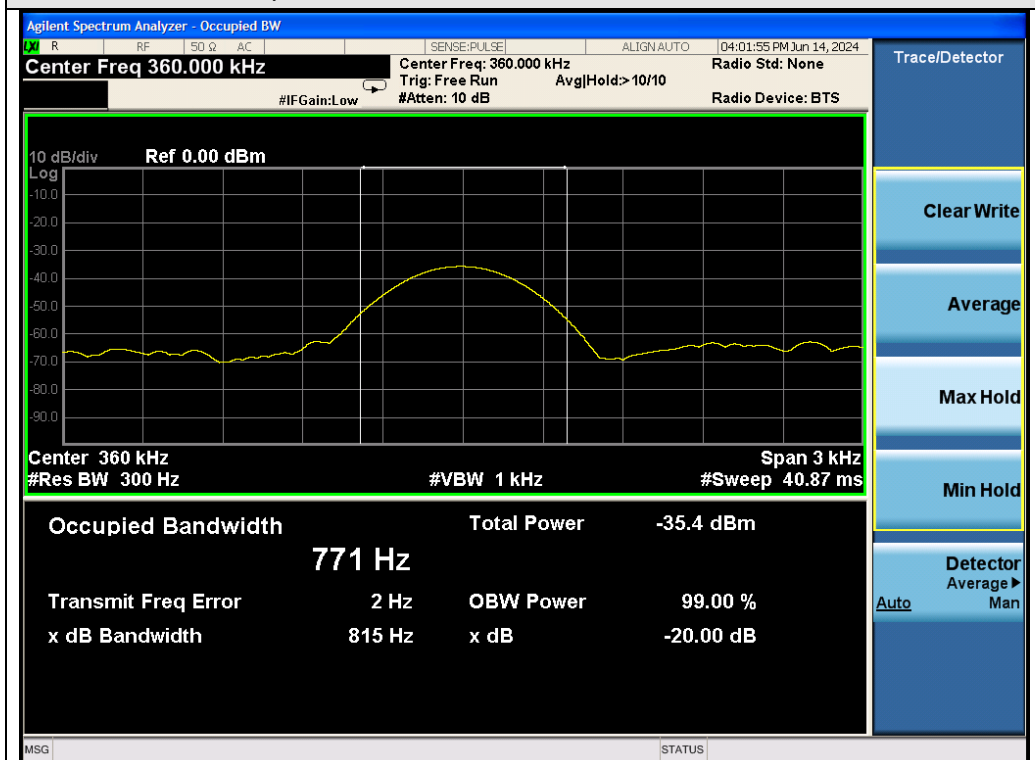 Agilent Spectrum Analyzer - Occupied BW
LXI R RF 50 Ω AC SENSE:PULSE ALIGN AUTO 04:01:55 PM Jun 14, 2024
Center Freq 360.000 kHz Center Freq: 360.000 kHz Radio Std: None
Trig: Free Run Avg|Hold:>10/10
#IFGain:Low #Atten: 10 dB Radio Device: BTS
10 dB/div Ref 0.00 dBm
Log
-10.0
-20.0
-30.0
-40.0
-50.0
-60.0
-70.0
-80.0
-90.0
Center 360 kHz Span 3 kHz
#Res BW 300 Hz #VBW 1 kHz #Sweep 40.87 ms
Occupied Bandwidth Total Power -35.4 dBm
771 Hz
Transmit Freq Error 2 Hz OBW Power 99.00 %
x dB Bandwidth 815 Hz x dB -20.00 dB
MSG STATUS
Trace/Detector
Clear Write
Average
Max Hold
Min Hold
Detector
Average
Auto Man